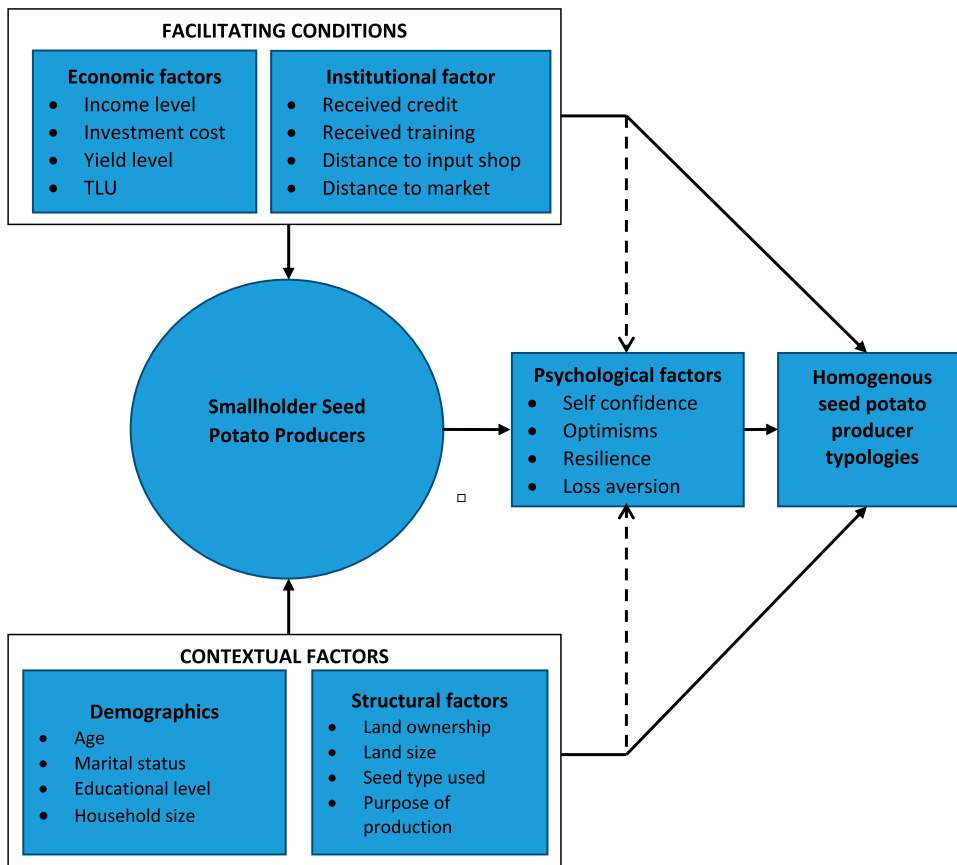 FACILITATING CONDITIONS
Economic factors
• Income level
• Investment cost
• Yield level
• TLU
Institutional factor
• Received credit
• Received training
• Distance to input shop
• Distance to market
Smallholder Seed
Potato Producers
Psychological factors
• Self confidence
• Optimisms
• Resilience
• Loss aversion
Homogenous
seed potato
producer
typologies
CONTEXTUAL FACTORS
Demographics
• Age
• Marital status
• Educational level
• Household size
Structural factors
• Land ownership
• Land size
• Seed type used
• Purpose of
production